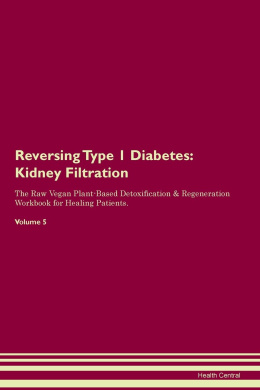 Reversing Type 1 Diabetes:
Kidney Filtration
The Raw Vegan Plant-Based Detoxification & Regeneration
Workbook for Healing Patients.
Volume 5
Health Central